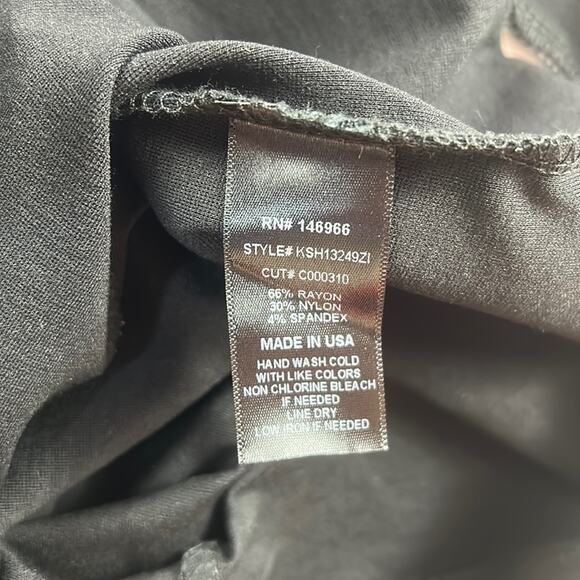 RN# 146966
STYLE# KSH13249ZI
CUT# C000310
66% RAYON
30% NYLON
4% SPANDEX
MADE IN USA
HAND WASH COLD
WITH LIKE COLORS
NON CHLORINE BLEACH
IF NEEDED
LINE DRY
LOW IRON IF NEEDED